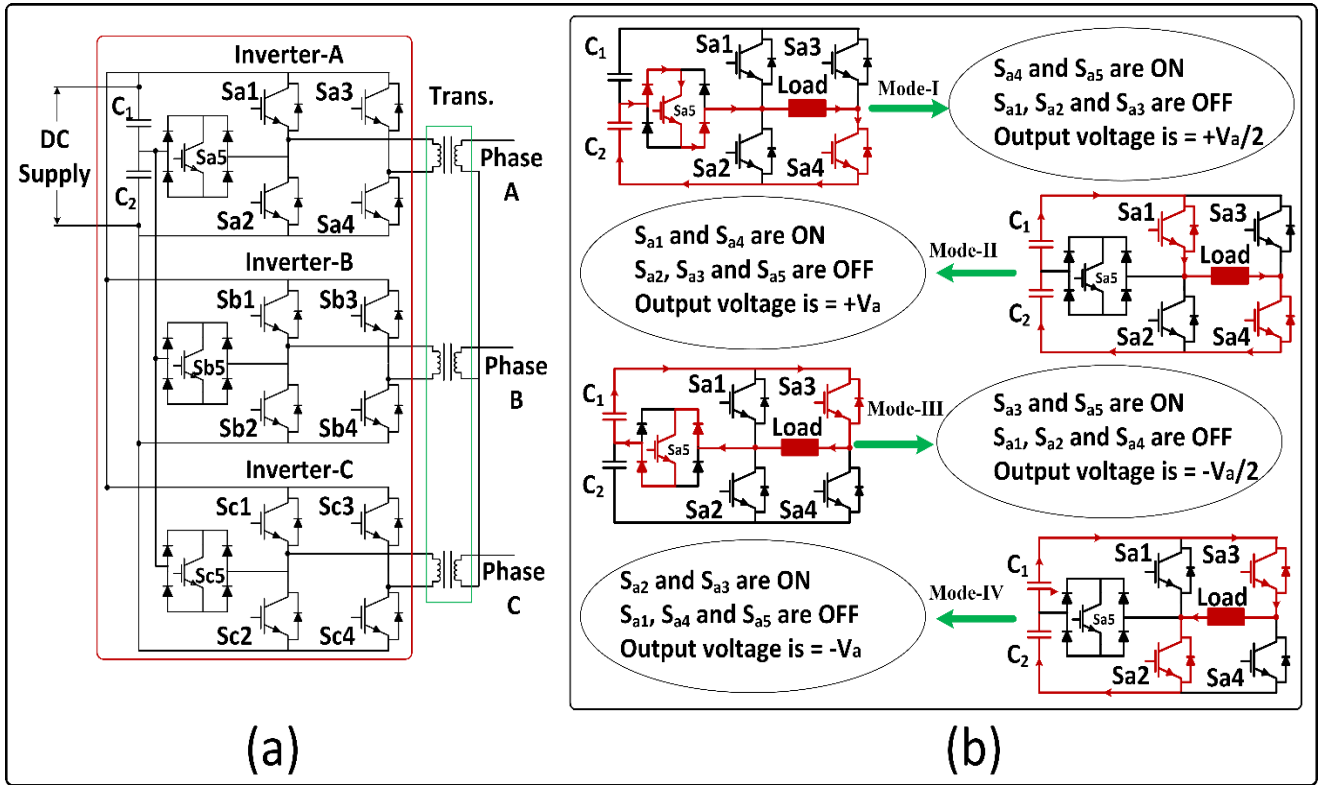 Inverter-A
Sa1
Sa3
C1
DC
Supply
Sa5
C2
Sa2
Sa4
Trans.
Phase
A
Inverter-B
Sb1
Sb3
Sb5
Sb2
Sb4
Phase
B
Inverter-C
Sc1
Sc3
Sc5
Sc2
Sc4
Phase
C
(a)
C1
Sa1
Sa3
Sa5
Load
C2
Sa2
Sa4
Mode-I
Sa4 and Sa5 are ON
Sa1, Sa2 and Sa3 are OFF
Output voltage is = +Va/2
Sa1 and Sa4 are ON
Sa2, Sa3 and Sa5 are OFF
Output voltage is = +Va
Mode-II
C1
Sa1
Sa3
Sa5
Load
C2
Sa2
Sa4
C1
Sa1
Sa3
Sa5
Load
C2
Sa2
Sa4
Mode-III
Sa3 and Sa5 are ON
Sa1, Sa2 and Sa4 are OFF
Output voltage is = -Va/2
Sa2 and Sa3 are ON
Sa1, Sa4 and Sa5 are OFF
Output voltage is = -Va
Mode-IV
C1
Sa1
Sa3
Sa5
Load
C2
Sa2
Sa4
(b)